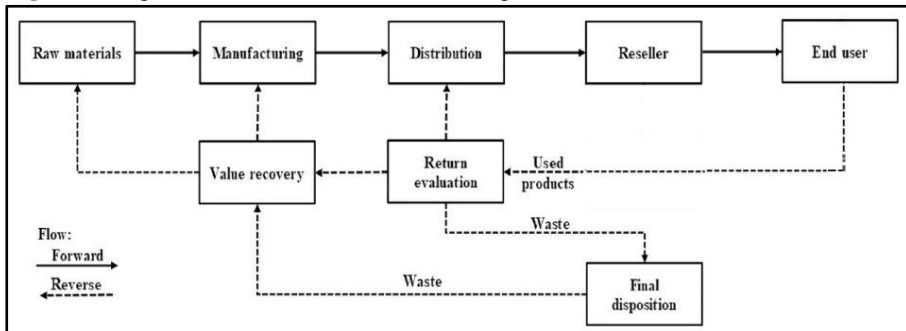 Raw materials
Manufacturing
Distribution
Reseller
End user
Value recovery
Return
evaluation
Used
products
Waste
Flow:
Forward
Reverse
Waste
Final
disposition